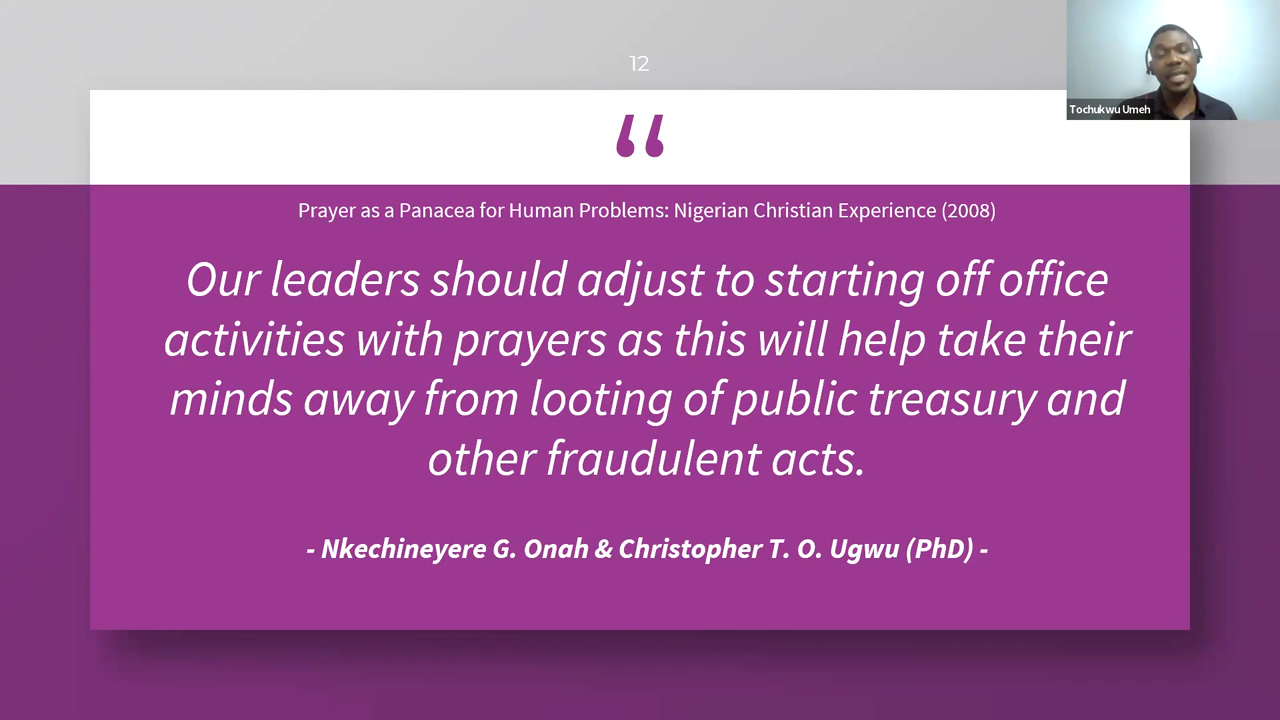 12
Tochukwu Umeh
“
Prayer as a Panacea for Human Problems: Nigerian Christian Experience (2008)
Our leaders should adjust to starting off office
activities with prayers as this will help take their
minds away from looting of public treasury and
other fraudulent acts.
- Nkechineyere G. Onah & Christopher T. O. Ugwu (PhD) -